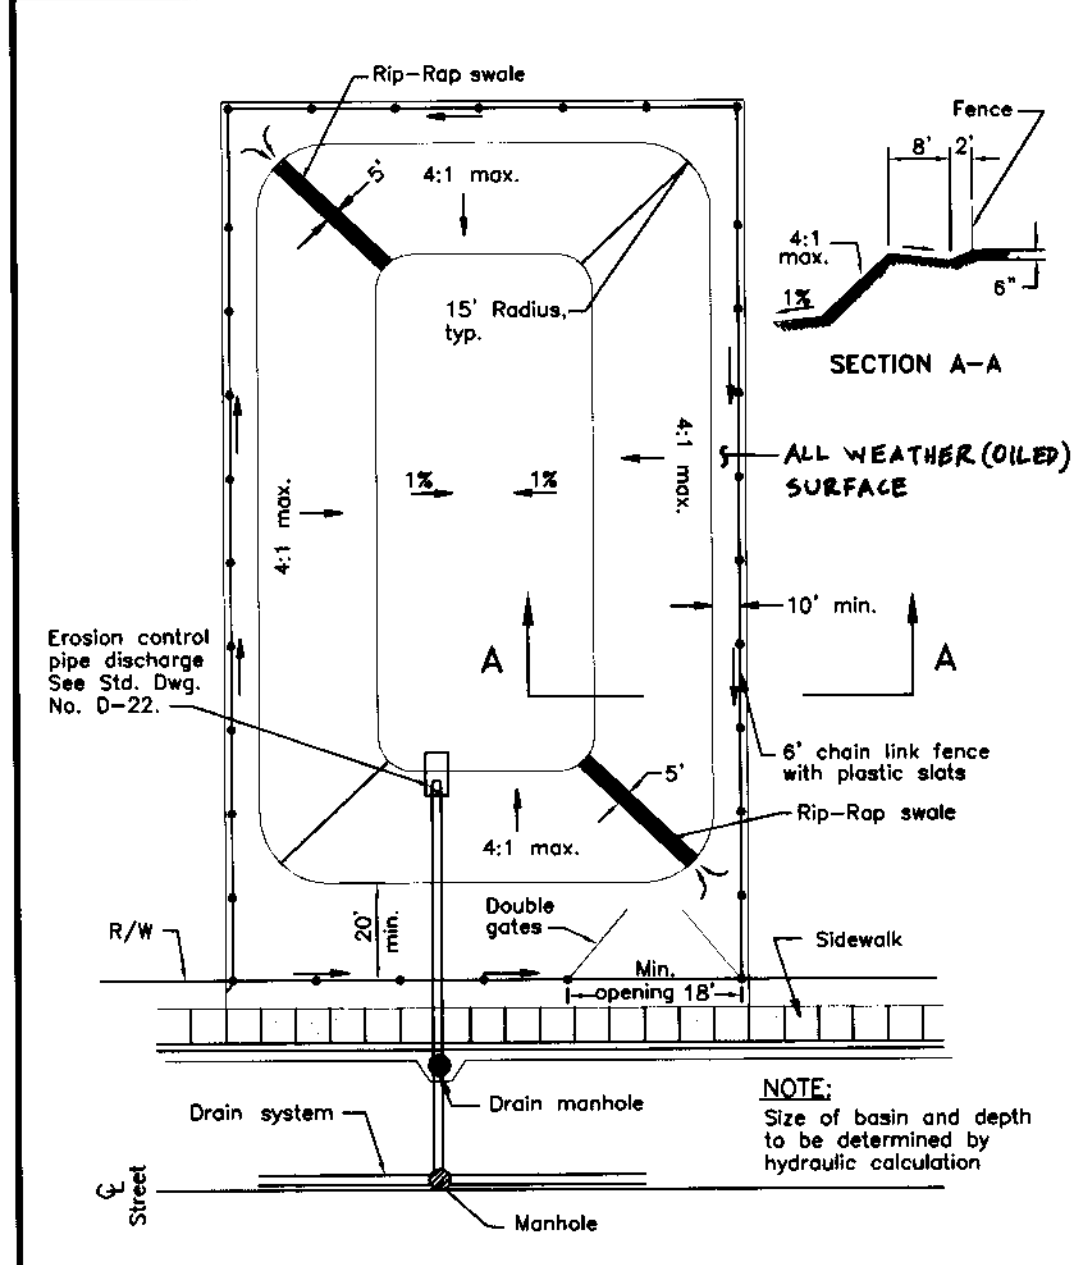 Rip-Rap swale
Fence
8'
2'
5'
4:1 max.
4:1
max.
6"
1%
15' Radius,
typ.
SECTION A-A
4:1 max.
ALL WEATHER (OILED)
SURFACE
1%
1%
4:1 max.
10' min.
Erosion control
pipe discharge
See Std. Dwg.
No. D-22.
A
A
6' chain link fence
with plastic slats
5'
Rip-Rap swale
4:1 max.
20'
min.
Double
gates
R/W
Sidewalk
Min.
opening 18'
NOTE:
Size of basin and depth
to be determined by
hydraulic calculation
Drain manhole
Drain system
CL
Street
Manhole